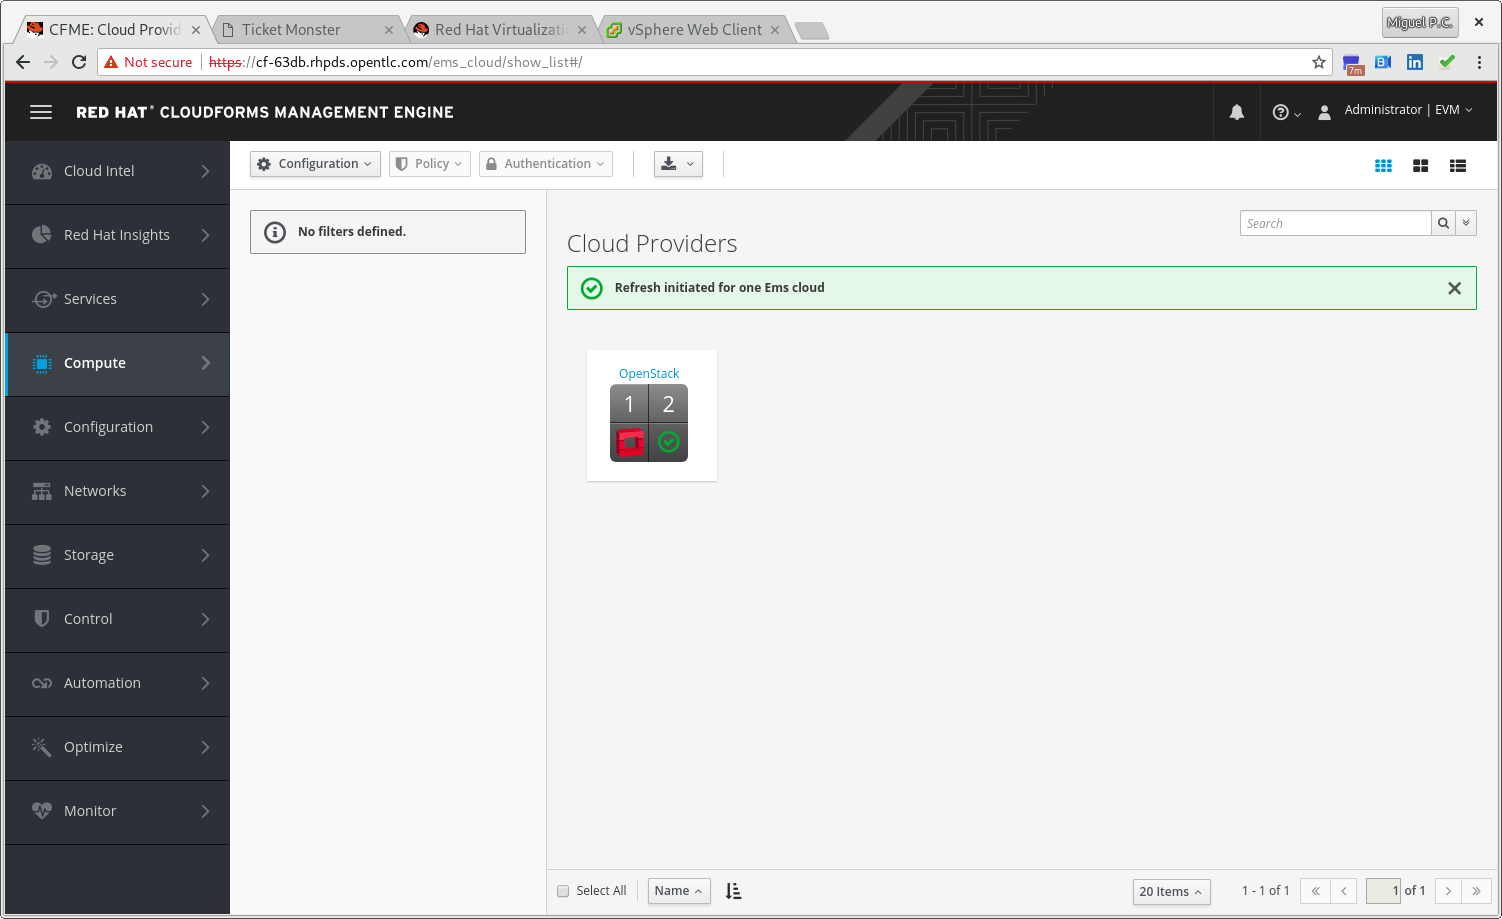 CFME: Cloud Provid
Ticket Monster
Red Hat Virtualizati
vSphere Web Client
Miguel P.C.
Not secure
https://cf-63db.rhpds.opentlc.com/ems_cloud/show_list#/
7m
RED HAT® CLOUDFORMS MANAGEMENT ENGINE
Administrator | EVM
Cloud Intel
Red Hat Insights
Services
Compute
Configuration
Networks
Storage
Control
Automation
Optimize
Monitor
Configuration
Policy
Authentication
No filters defined.
Search
Cloud Providers
Refresh initiated for one Ems cloud
OpenStack
1 2
Select All
Name
20 Items
1 - 1 of 1
1 of 1